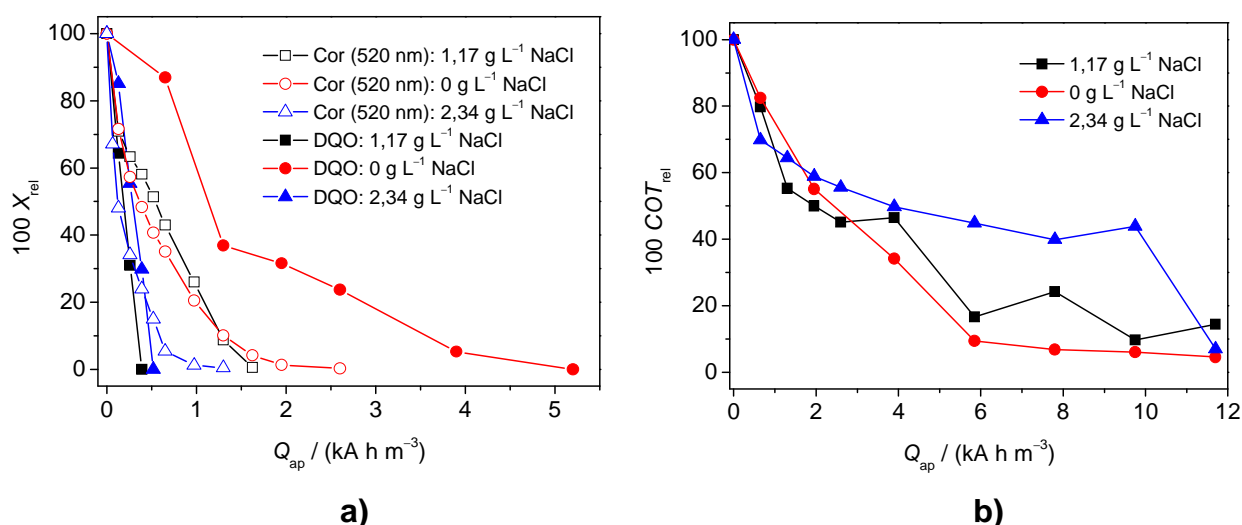 100
80
60
40
20
0
100 X_rel
0 1 2 3 4 5
Q_ap / (kA h m⁻³)
Cor (520 nm): 1,17 g L⁻¹ NaCl
Cor (520 nm): 0 g L⁻¹ NaCl
Cor (520 nm): 2,34 g L⁻¹ NaCl
DQO: 1,17 g L⁻¹ NaCl
DQO: 0 g L⁻¹ NaCl
DQO: 2,34 g L⁻¹ NaCl
a)
100
80
60
40
20
0
100 COT_rel
0 2 4 6 8 10 12
Q_ap / (kA h m⁻³)
1,17 g L⁻¹ NaCl
0 g L⁻¹ NaCl
2,34 g L⁻¹ NaCl
b)